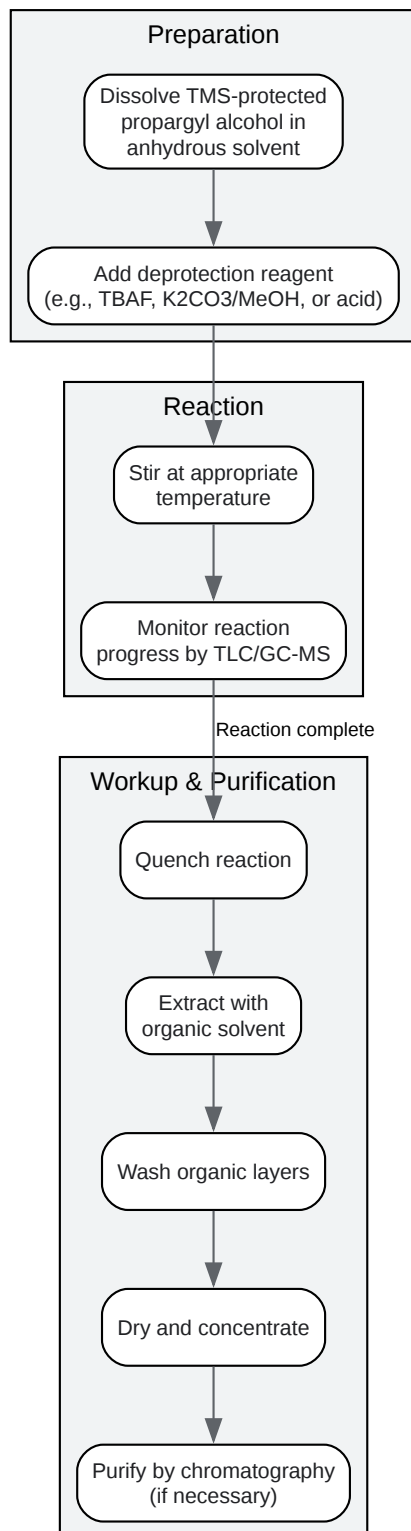 Preparation
Dissolve TMS-protected
propargyl alcohol in
anhydrous solvent
Add deprotection reagent
(e.g., TBAF, K2CO3/MeOH, or acid)
Reaction
Stir at appropriate
temperature
Monitor reaction
progress by TLC/GC-MS
Reaction complete
Workup & Purification
Quench reaction
Extract with
organic solvent
Wash organic layers
Dry and concentrate
Purify by chromatography
(if necessary)